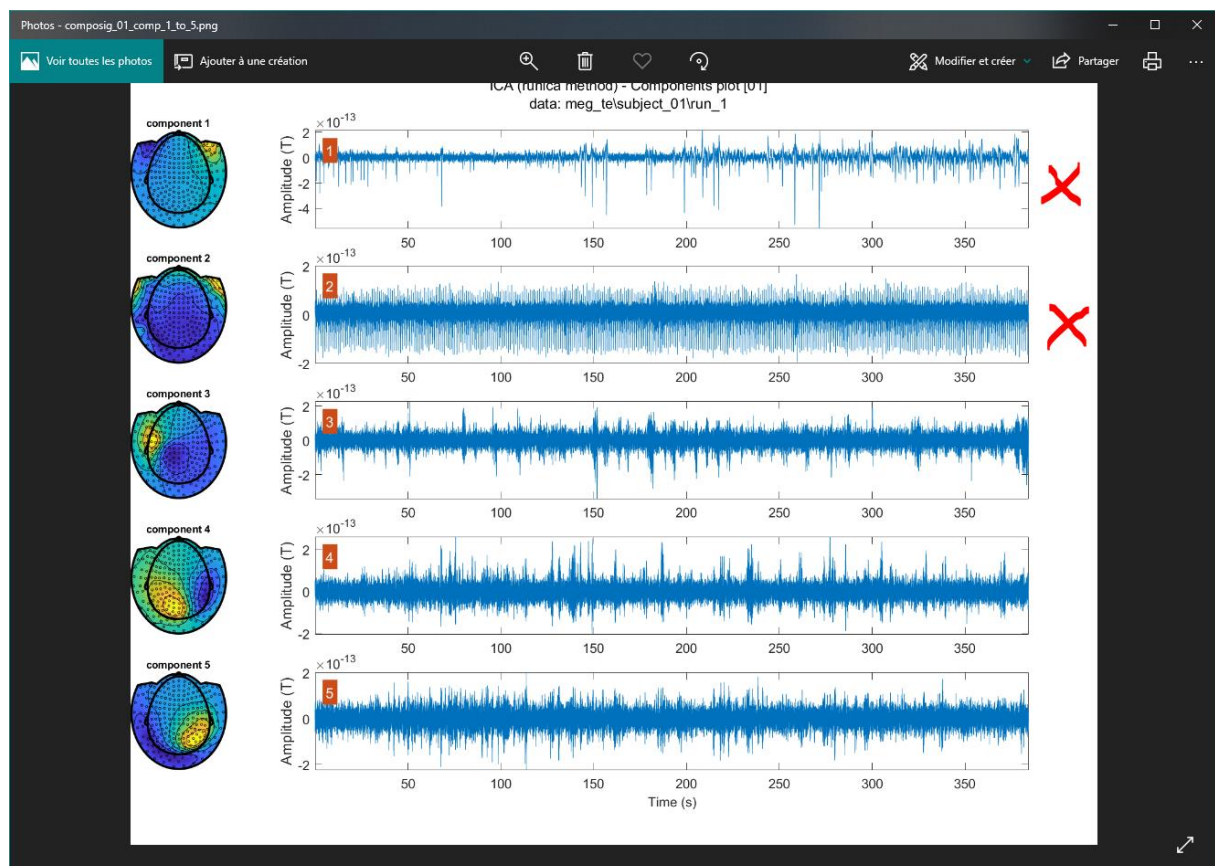 Photos - composig_01_comp_1_to_5.png
Voir toutes les photos
Ajouter à une création
Modifier et créer
Partager
ICA (runica method) - Components plot [01]
data: meg_te\subject_01\run_1
component 1
×10-13
1
Amplitude (T)
2
0
-2
-4
50 100 150 200 250 300 350
component 2
×10-13
2
Amplitude (T)
2
0
-2
50 100 150 200 250 300 350
component 3
×10-13
3
Amplitude (T)
2
0
-2
50 100 150 200 250 300 350
component 4
×10-13
4
Amplitude (T)
2
0
-2
50 100 150 200 250 300 350
component 5
×10-13
5
Amplitude (T)
2
0
-2
50 100 150 200 250 300 350
Time (s)